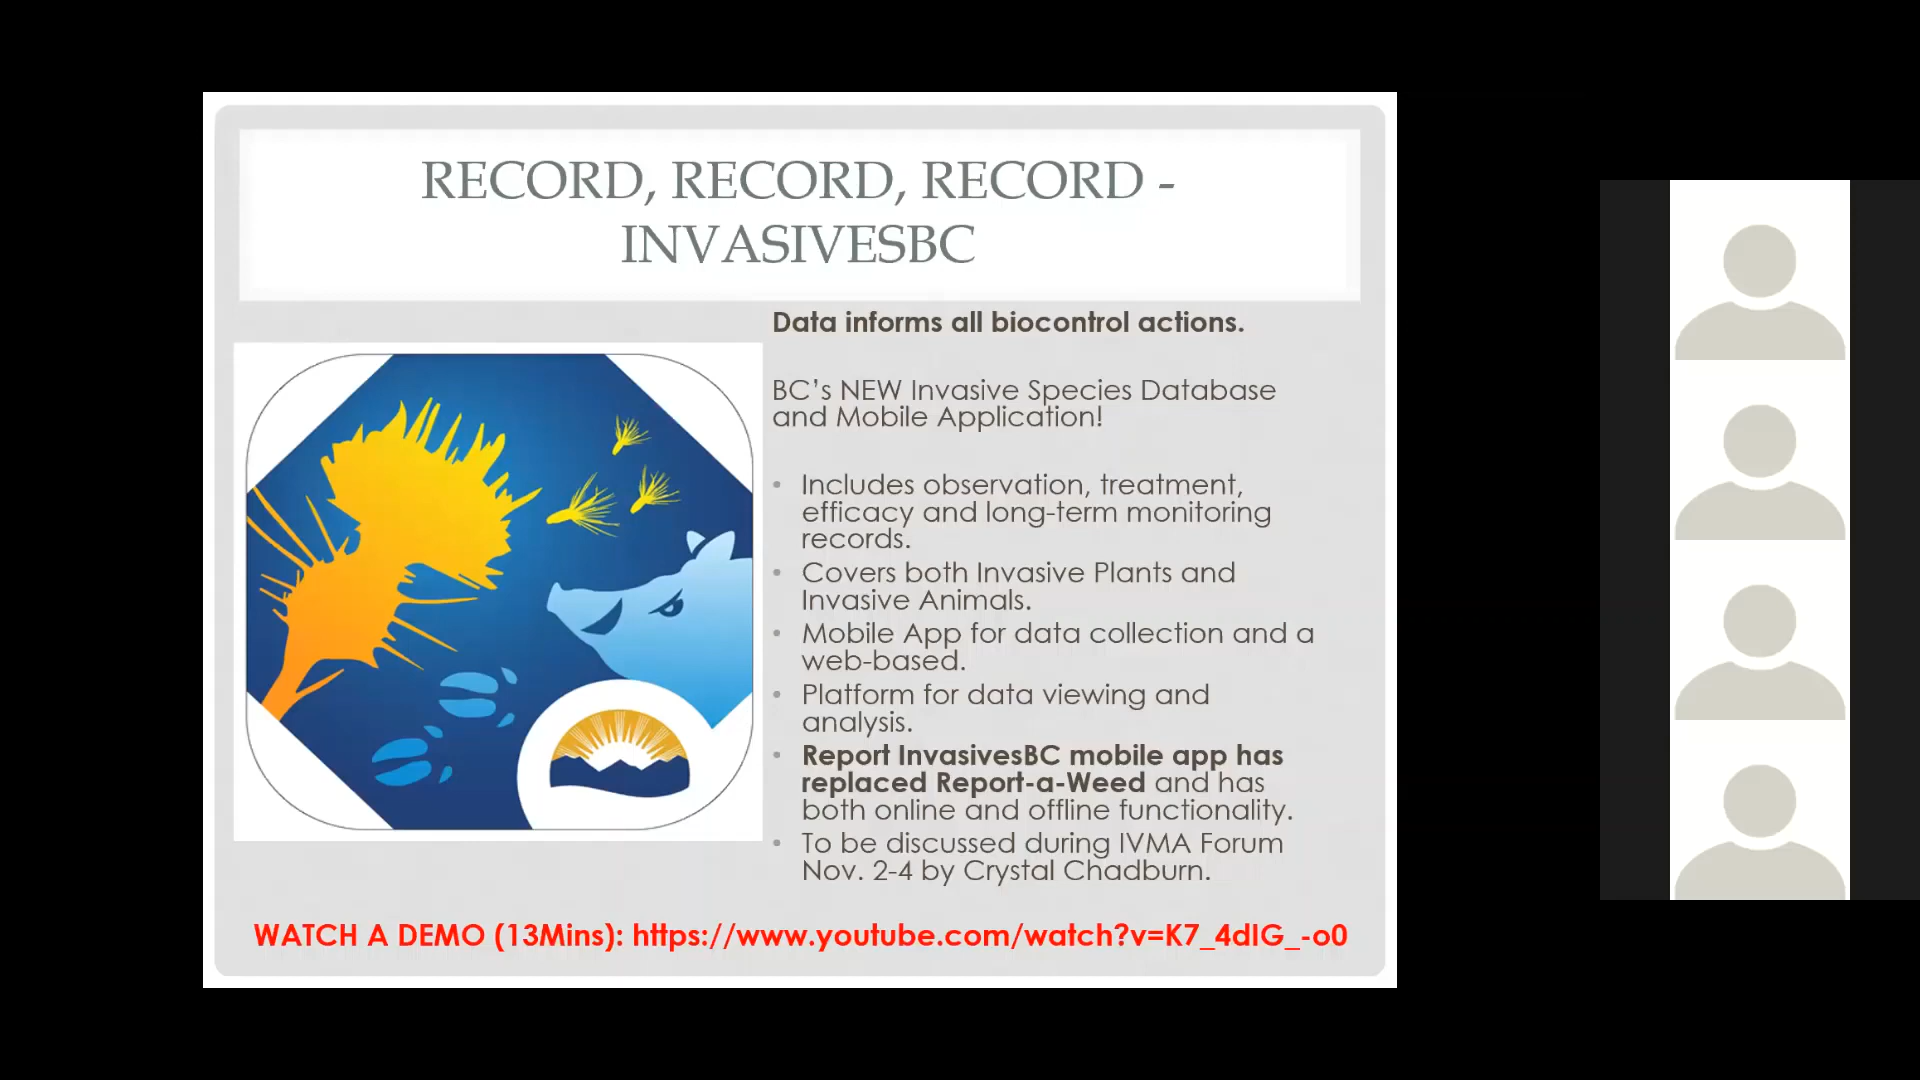 RECORD, RECORD, RECORD -
INVASIVESBC
Data informs all biocontrol actions.
BC’s NEW Invasive Species Database
and Mobile Application!
• Includes observation, treatment,
efficacy and long-term monitoring
records.
• Covers both Invasive Plants and
Invasive Animals.
• Mobile App for data collection and a
web-based.
• Platform for data viewing and
analysis.
• Report InvasivesBC mobile app has
replaced Report-a-Weed and has
both online and offline functionality.
• To be discussed during IVMA Forum
Nov. 2-4 by Crystal Chadburn.
WATCH A DEMO (13Mins): https://www.youtube.com/watch?v=K7_4dIG_-o0